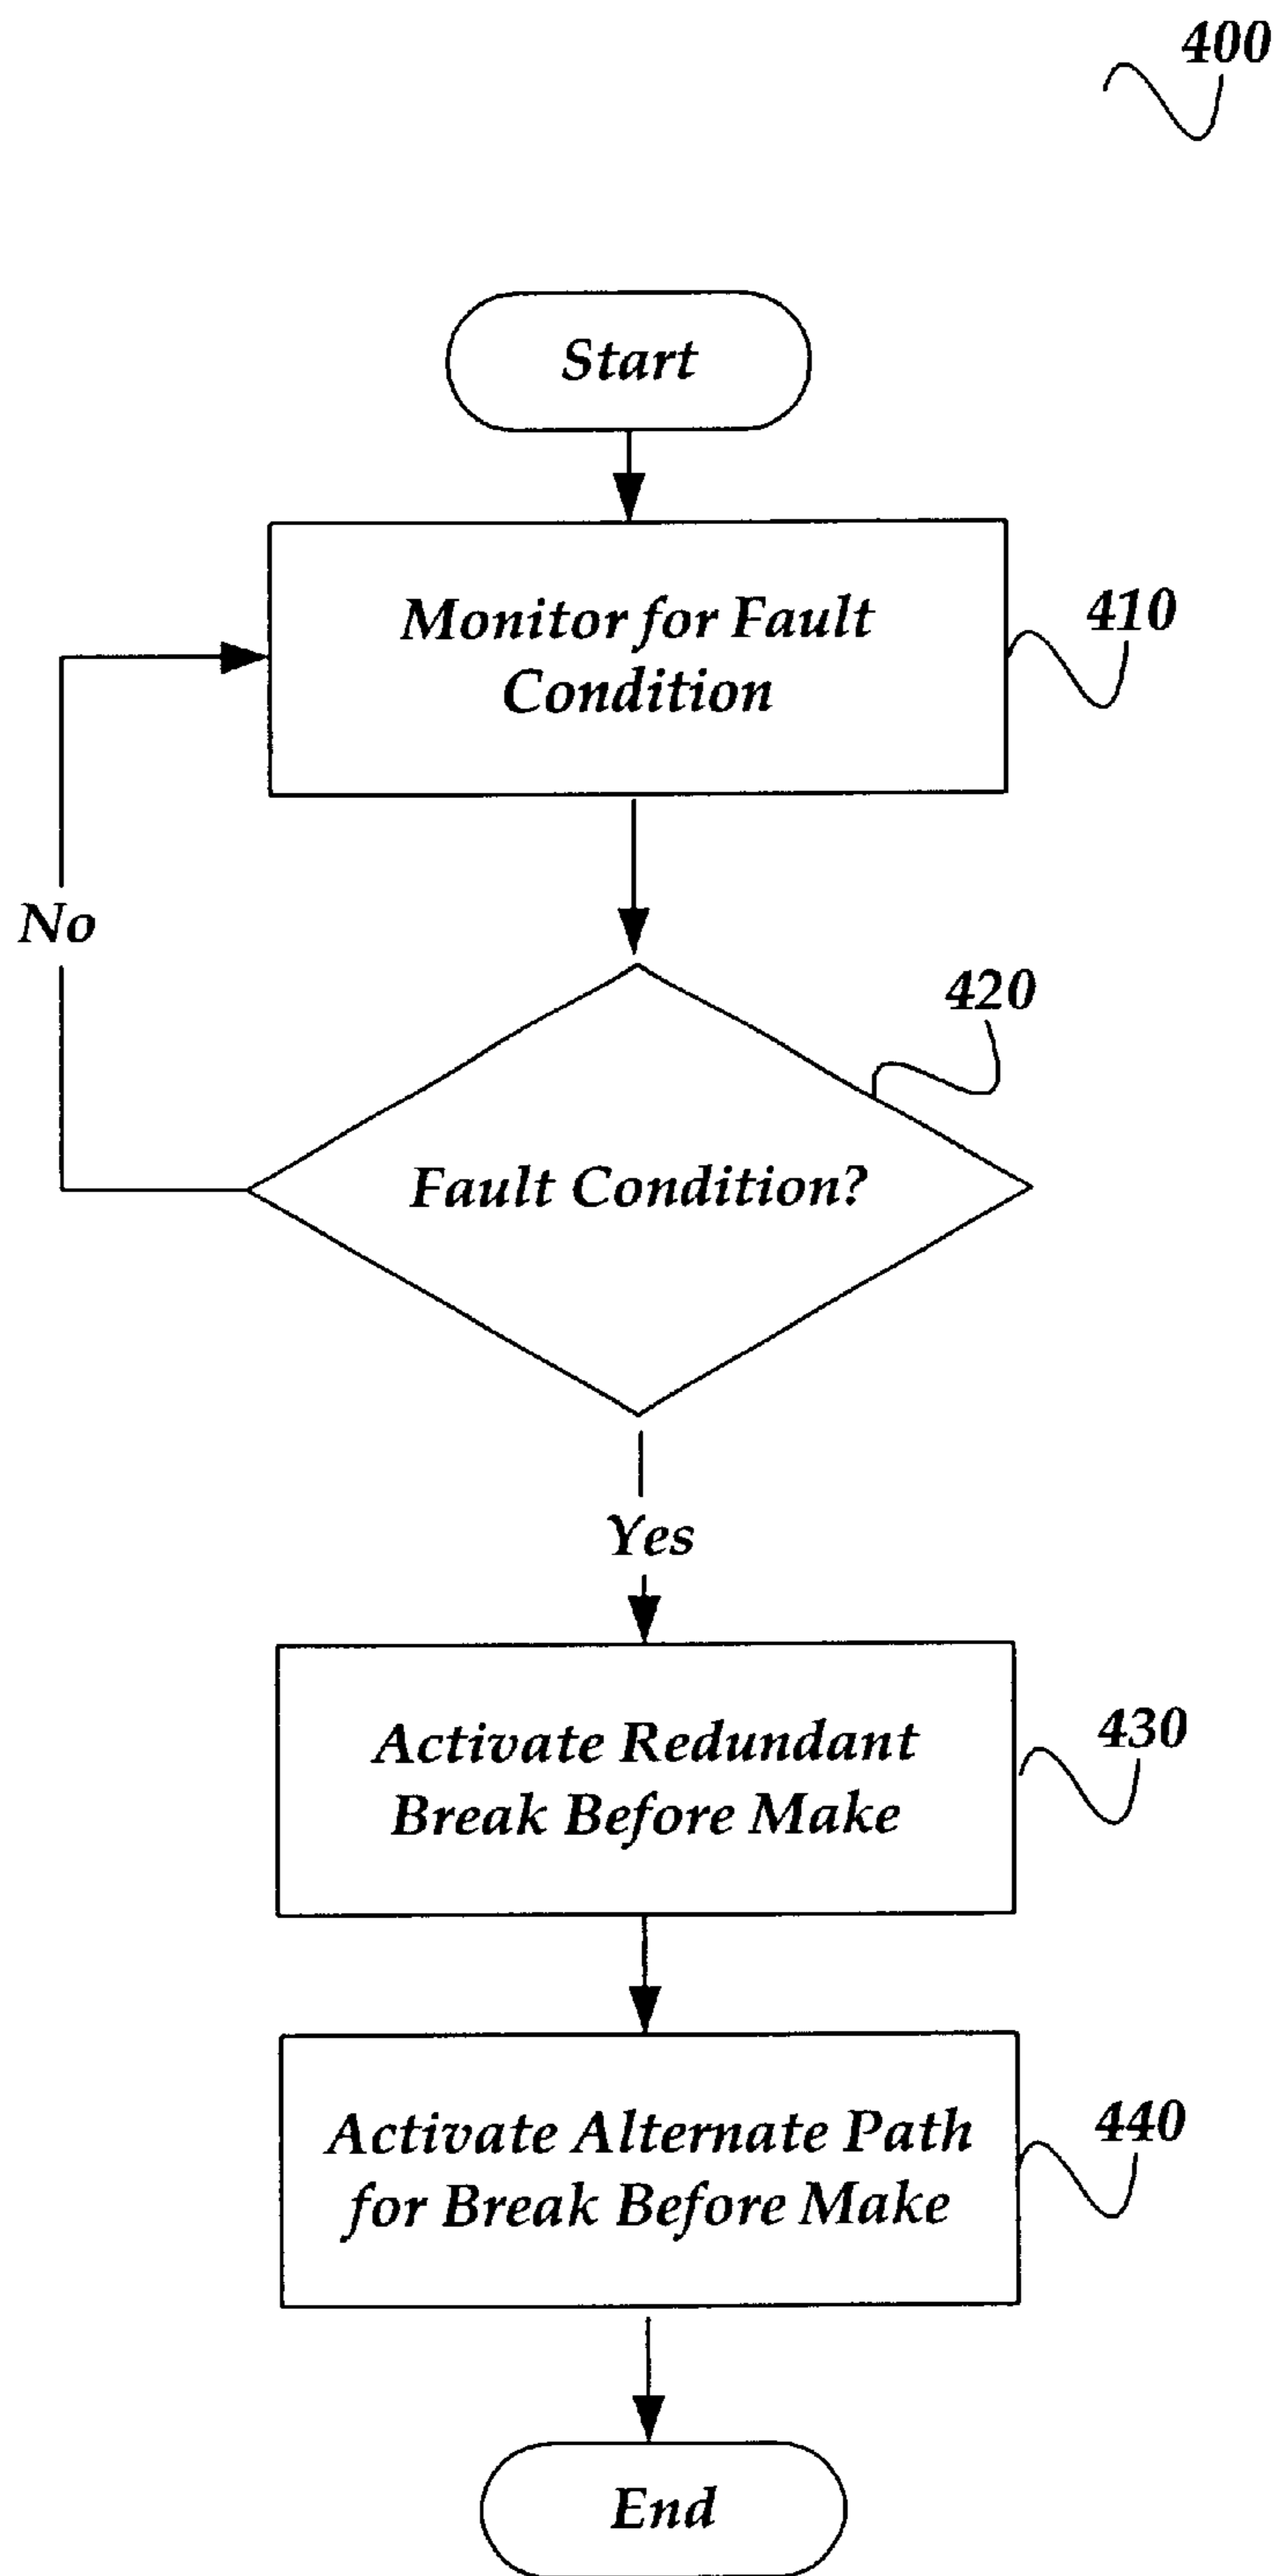 400
Start
Monitor for Fault
Condition
410
No
420
Fault Condition?
Yes
Activate Redundant
Break Before Make
430
Activate Alternate Path
for Break Before Make
440
End